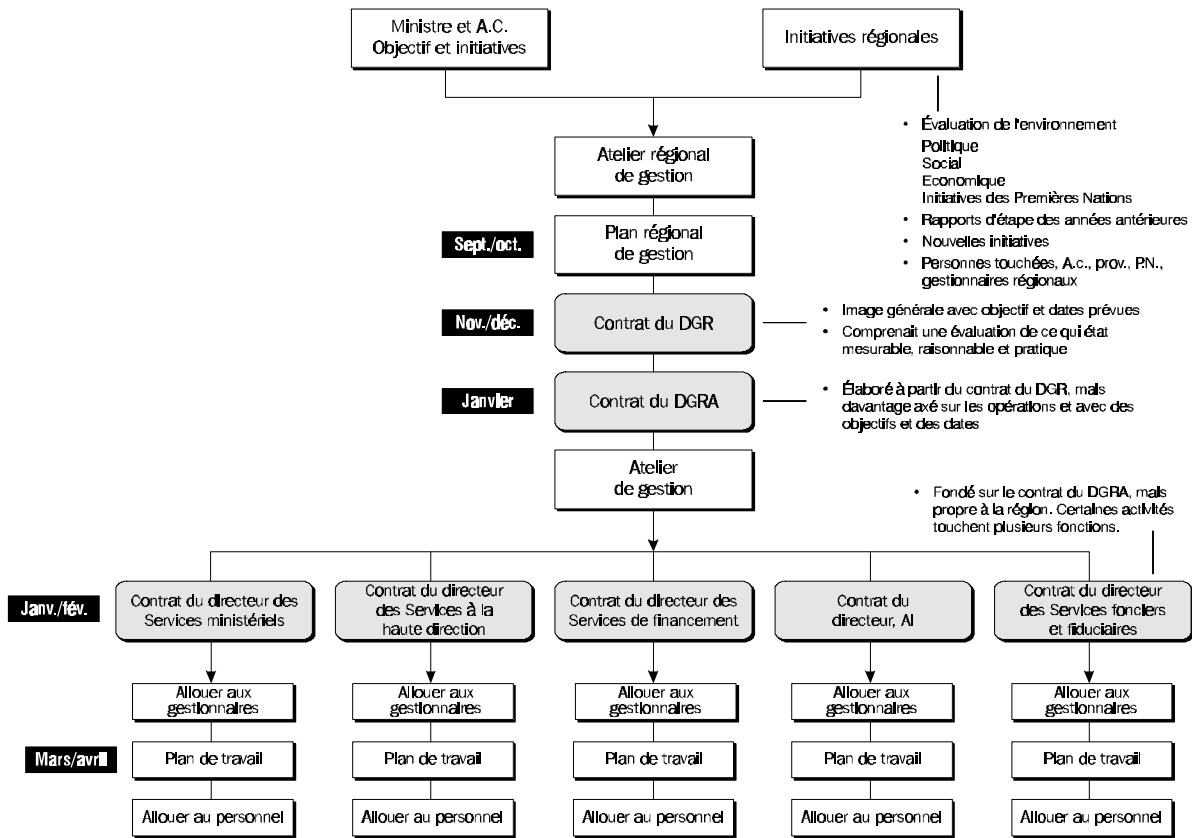 Ministre et A.C.
Objectif et initiatives
Initiatives régionales
• Évaluation de l'environnement
Politique
Social
Economique
Initiatives des Premières Nations
• Rapports d'étape des années antérieures
• Nouvelles initiatives
• Personnes touchées, A.c., prov., P.N.,
gestionnaires régionaux
Atelier régional
de gestion
Sept./oct.
Plan régional
de gestion
Nov./déc.
Contrat du DGR
• Image générale avec objectif et dates prévues
• Comprenait une évaluation de ce qui état
mesurable, raisonnable et pratique
Janvier
Contrat du DGRA
• Élaboré à partir du contrat du DGR, mais
davantage axé sur les opérations et avec des
objectifs et des dates
Atelier
de gestion
• Fondé sur le contrat du DGRA, mais
propre à la région. Certaines activités
touchent plusieurs fonctions.
Janv./fév.
Contrat du directeur des
Services ministériels
Contrat du directeur
des Services à la
haute direction
Contrat du directeur des
Services de financement
Contrat du
directeur, AI
Contrat du directeur
des Services fonciers
et fiduciaires
Allouer aux
gestionnaires
Allouer aux
gestionnaires
Allouer aux
gestionnaires
Allouer aux
gestionnaires
Allouer aux
gestionnaires
Mars/avril
Plan de travail
Plan de travail
Plan de travail
Plan de travail
Plan de travail
Allouer au personnel
Allouer au personnel
Allouer au personnel
Allouer au personnel
Allouer au personnel